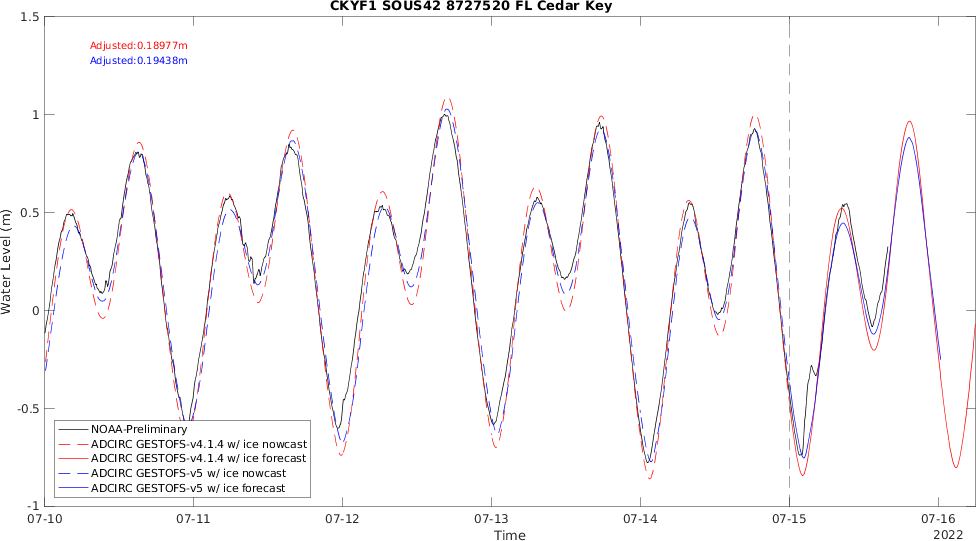 CKYF1 SOUS42 8727520 FL Cedar Key
1.5
Adjusted:0.18977m
Adjusted:0.19438m
1
0.5
Water Level (m)
0
-0.5
NOAA-Preliminary
ADCIRC GESTOFS-v4.1.4 w/ ice nowcast
ADCIRC GESTOFS-v4.1.4 w/ ice forecast
ADCIRC GESTOFS-v5 w/ ice nowcast
ADCIRC GESTOFS-v5 w/ ice forecast
-1
07-10 07-11 07-12 07-13 07-14 07-15 07-16
Time 2022